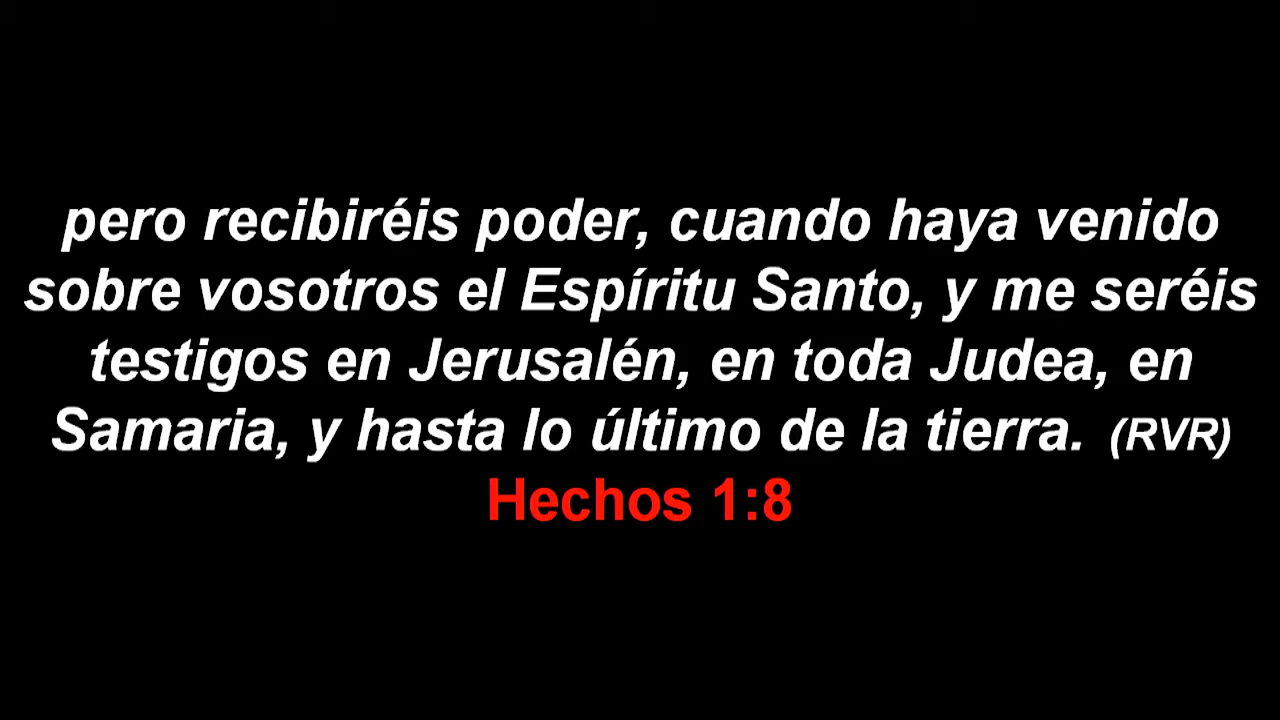 pero recibiréis poder, cuando haya venido
sobre vosotros el Espíritu Santo, y me seréis
testigos en Jerusalén, en toda Judea, en
Samaria, y hasta lo último de la tierra. (RVR)
Hechos 1:8